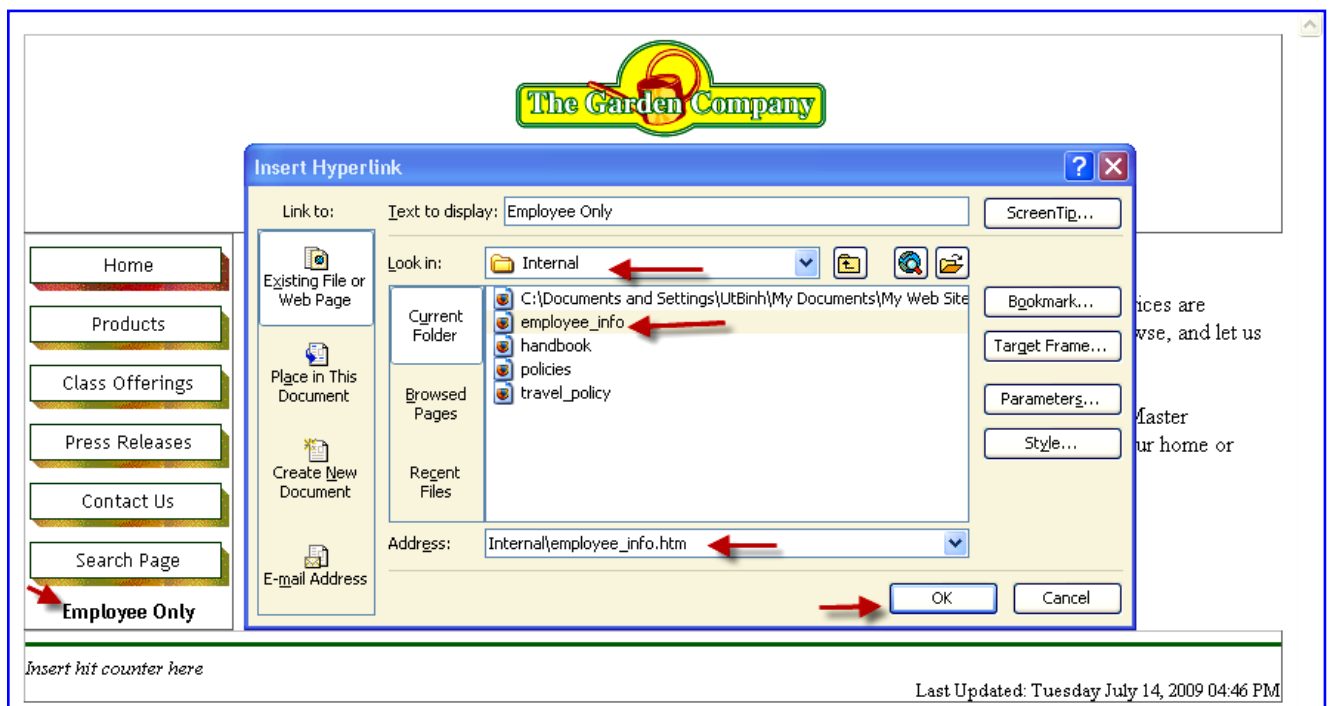 The Garden Company
Insert Hyperlink
Link to:
Text to display: Employee Only
ScreenTip...
Look in: Internal
Existing File or
Web Page
Place in This
Document
Create New
Document
E-mail Address
Current
Folder
Browsed
Pages
Recent
Files
C:\Documents and Settings\UtBinh\My Documents\My Web Site
employee_info
handbook
policies
travel_policy
Bookmark...
Target Frame...
Parameters...
Style...
Address: Internal\employee_info.htm
OK
Cancel
Home
Products
Class Offerings
Press Releases
Contact Us
Search Page
Employee Only
ices are
wse, and let us
Master
ur home or
Insert hit counter here
Last Updated: Tuesday July 14, 2009 04:46 PM